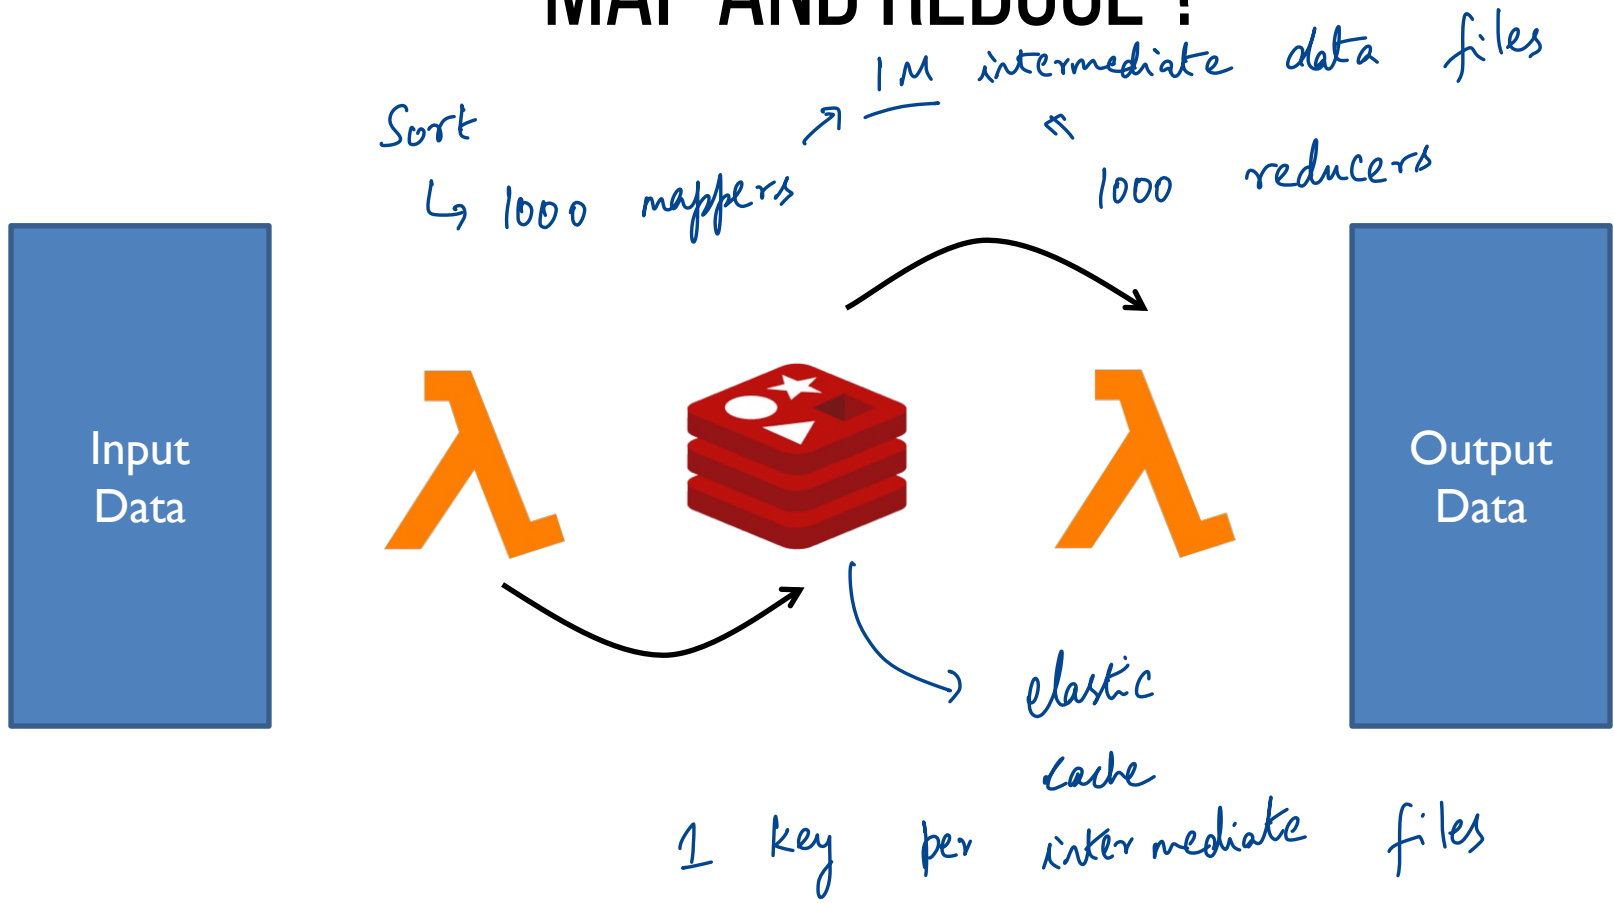 MAP AND REDUCE ?
1M intermediate data files
Sort
1000 mappers
1000 reducers
Input
Data
Output
Data
elastic
cache
1 key per intermediate files